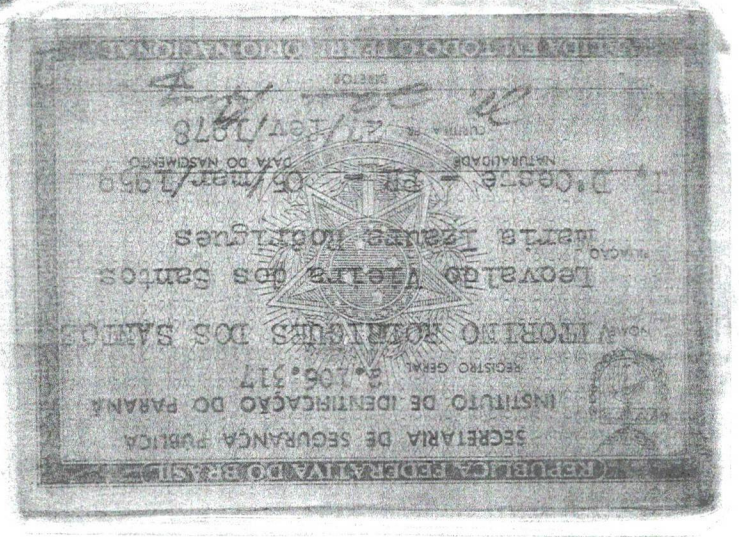 REPÚBLICA FEDERATIVA DO BRASIL
SECRETARIA DE SEGURANÇA PÚBLICA
INSTITUTO DE IDENTIFICAÇÃO DO PARANÁ
REGISTRO GERAL 2.106.317
NOME VITORINO RODRIGUES DOS SANTOS
FILIAÇÃO Leovaldo Vieira dos Santos
Maria Izaura Rodrigues
D'Oeste - PR - 05/mar/1959
NATURALIDADE DATA DO NASCIMENTO
CURITIBA PR, 27/fev/1978
DIRETOR
VÁLIDA EM TODO O TERRITÓRIO NACIONAL